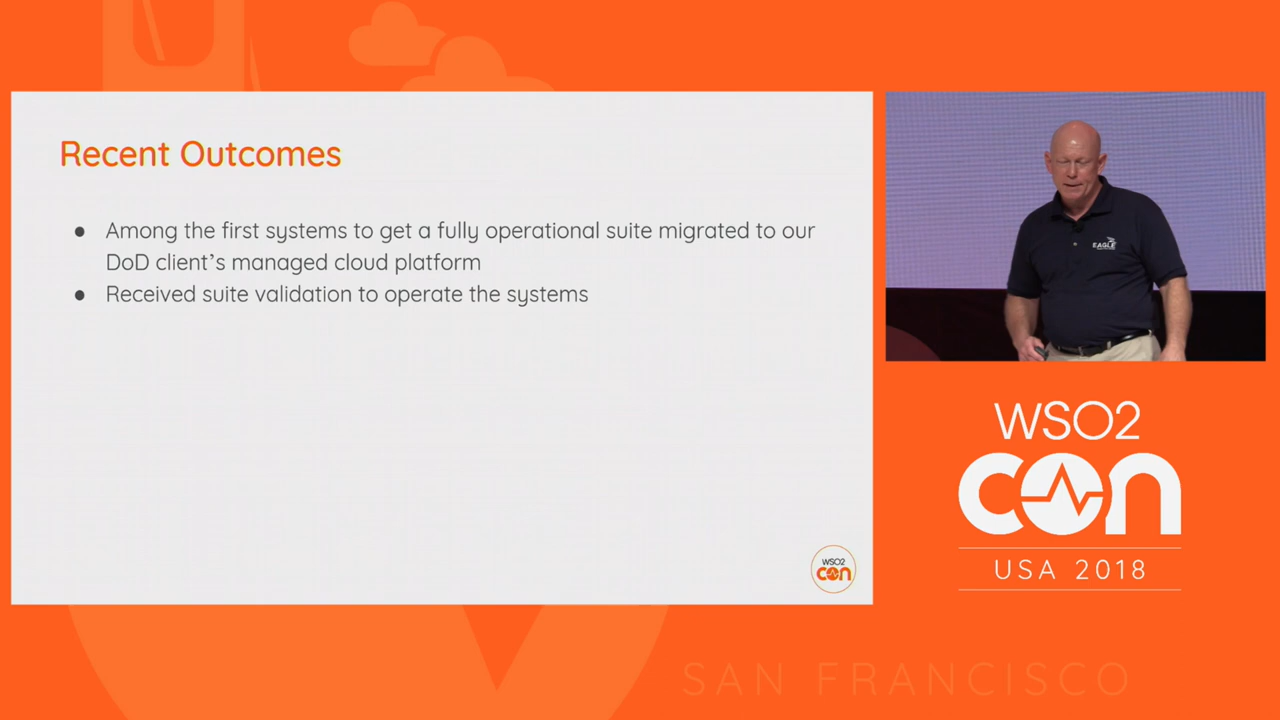 Recent Outcomes
● Among the first systems to get a fully operational suite migrated to our
DoD client's managed cloud platform
● Received suite validation to operate the systems
WSO2
con
EAGLE
WSO2
con
USA 2018
SAN FRANCISCO